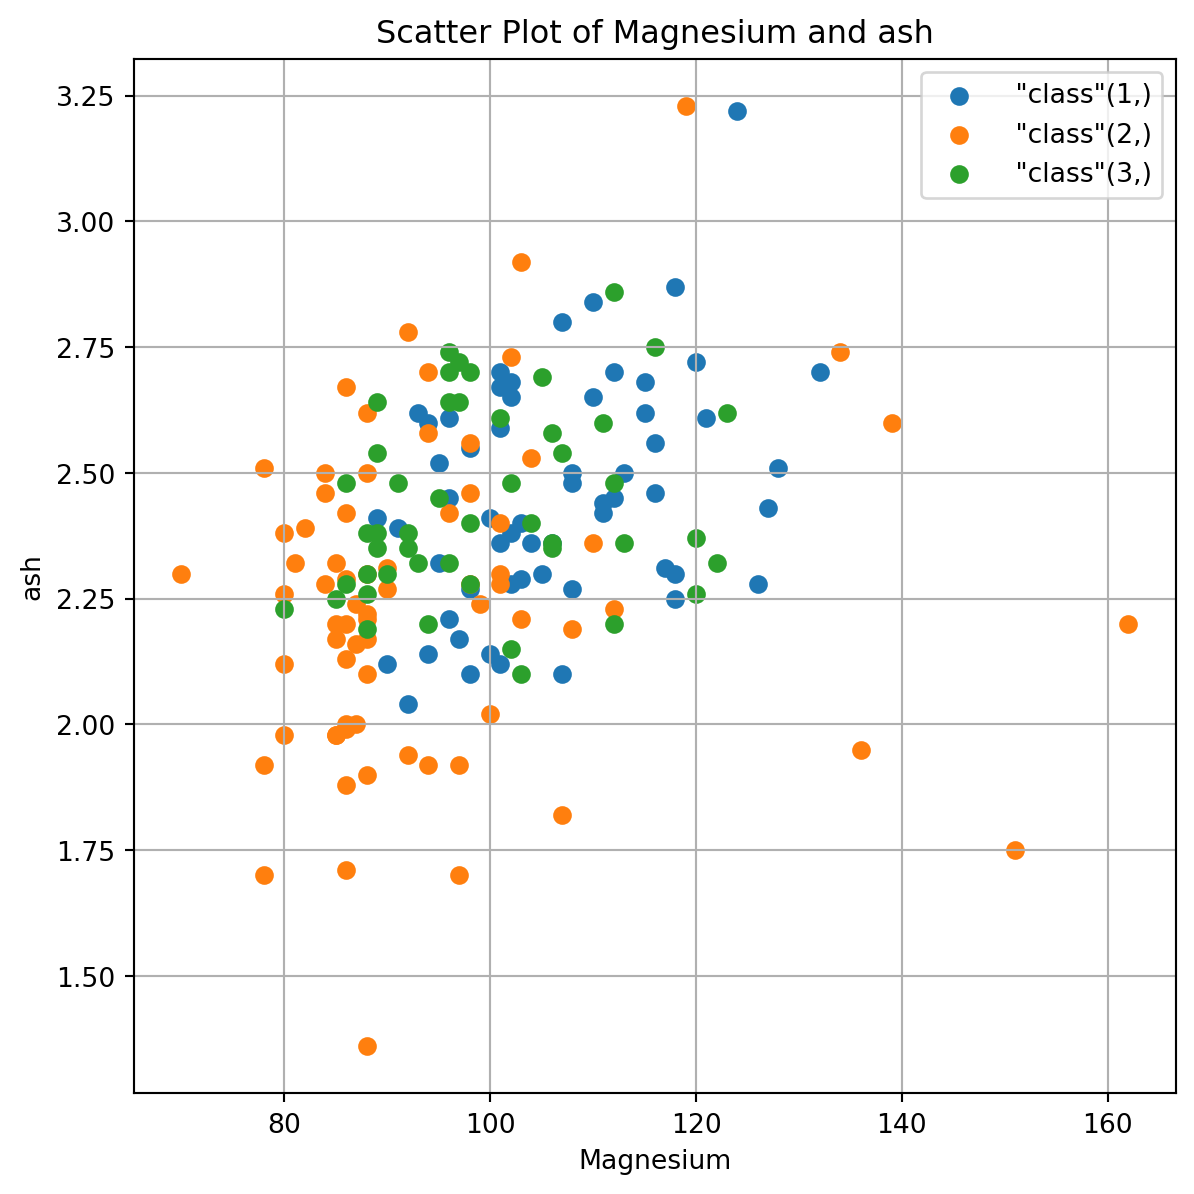 Scatter Plot of Magnesium and ash
"class"(1,)
"class"(2,)
"class"(3,)
3.25
3.00
2.75
2.50
2.25
2.00
1.75
1.50
ash
80 100 120 140 160
Magnesium